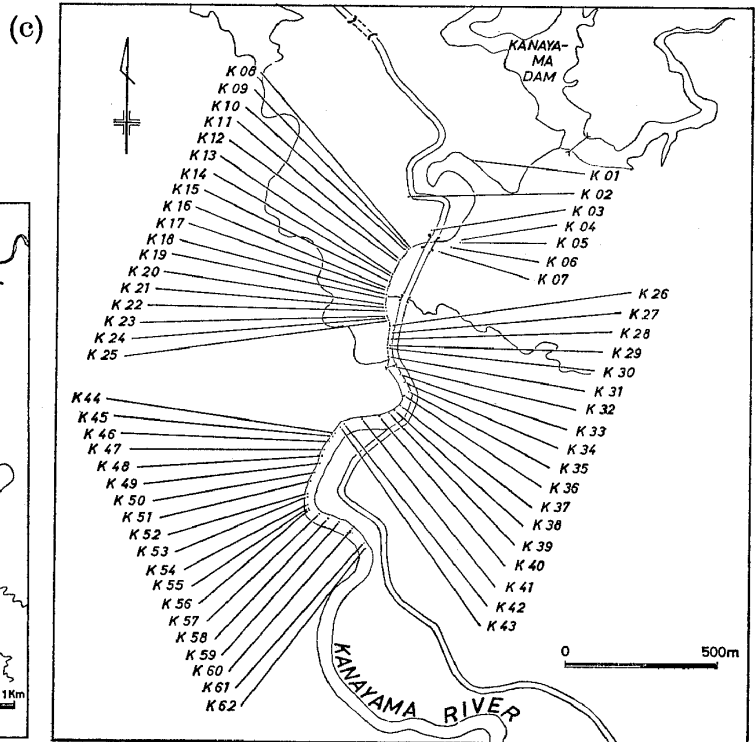 (c)
KANAYA-
MA
DAM
K 08
K 09
K 10
K 11
K 12
K 13
K 14
K 15
K 16
K 17
K 18
K 19
K 20
K 21
K 22
K 23
K 24
K 25
K 01
K 02
K 03
K 04
K 05
K 06
K 07
K 26
K 27
K 28
K 29
K 30
K 31
K 32
K 33
K 34
K 35
K 36
K 37
K 38
K 39
K 40
K 41
K 42
K 43
K 44
K 45
K 46
K 47
K 48
K 49
K 50
K 51
K 52
K 53
K 54
K 55
K 56
K 57
K 58
K 59
K 60
K 61
K 62
0 500m
KANAYAMA RIVER
1Km